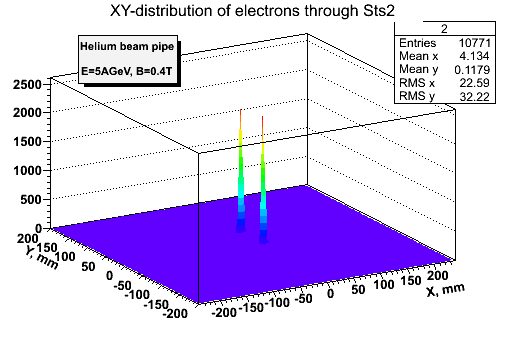 XY-distribution of electrons through Sts2
Helium beam pipe
E=5AGeV, B=0.4T
2
Entries 10771
Mean x 4.134
Mean y 0.1179
RMS x 22.59
RMS y 32.22
2500
2000
1500
1000
500
0
200
150
100
50
0
-50
-100
-150
-200
Y, mm
-200 -150 -100 -50 0 50 100 150 200
X, mm